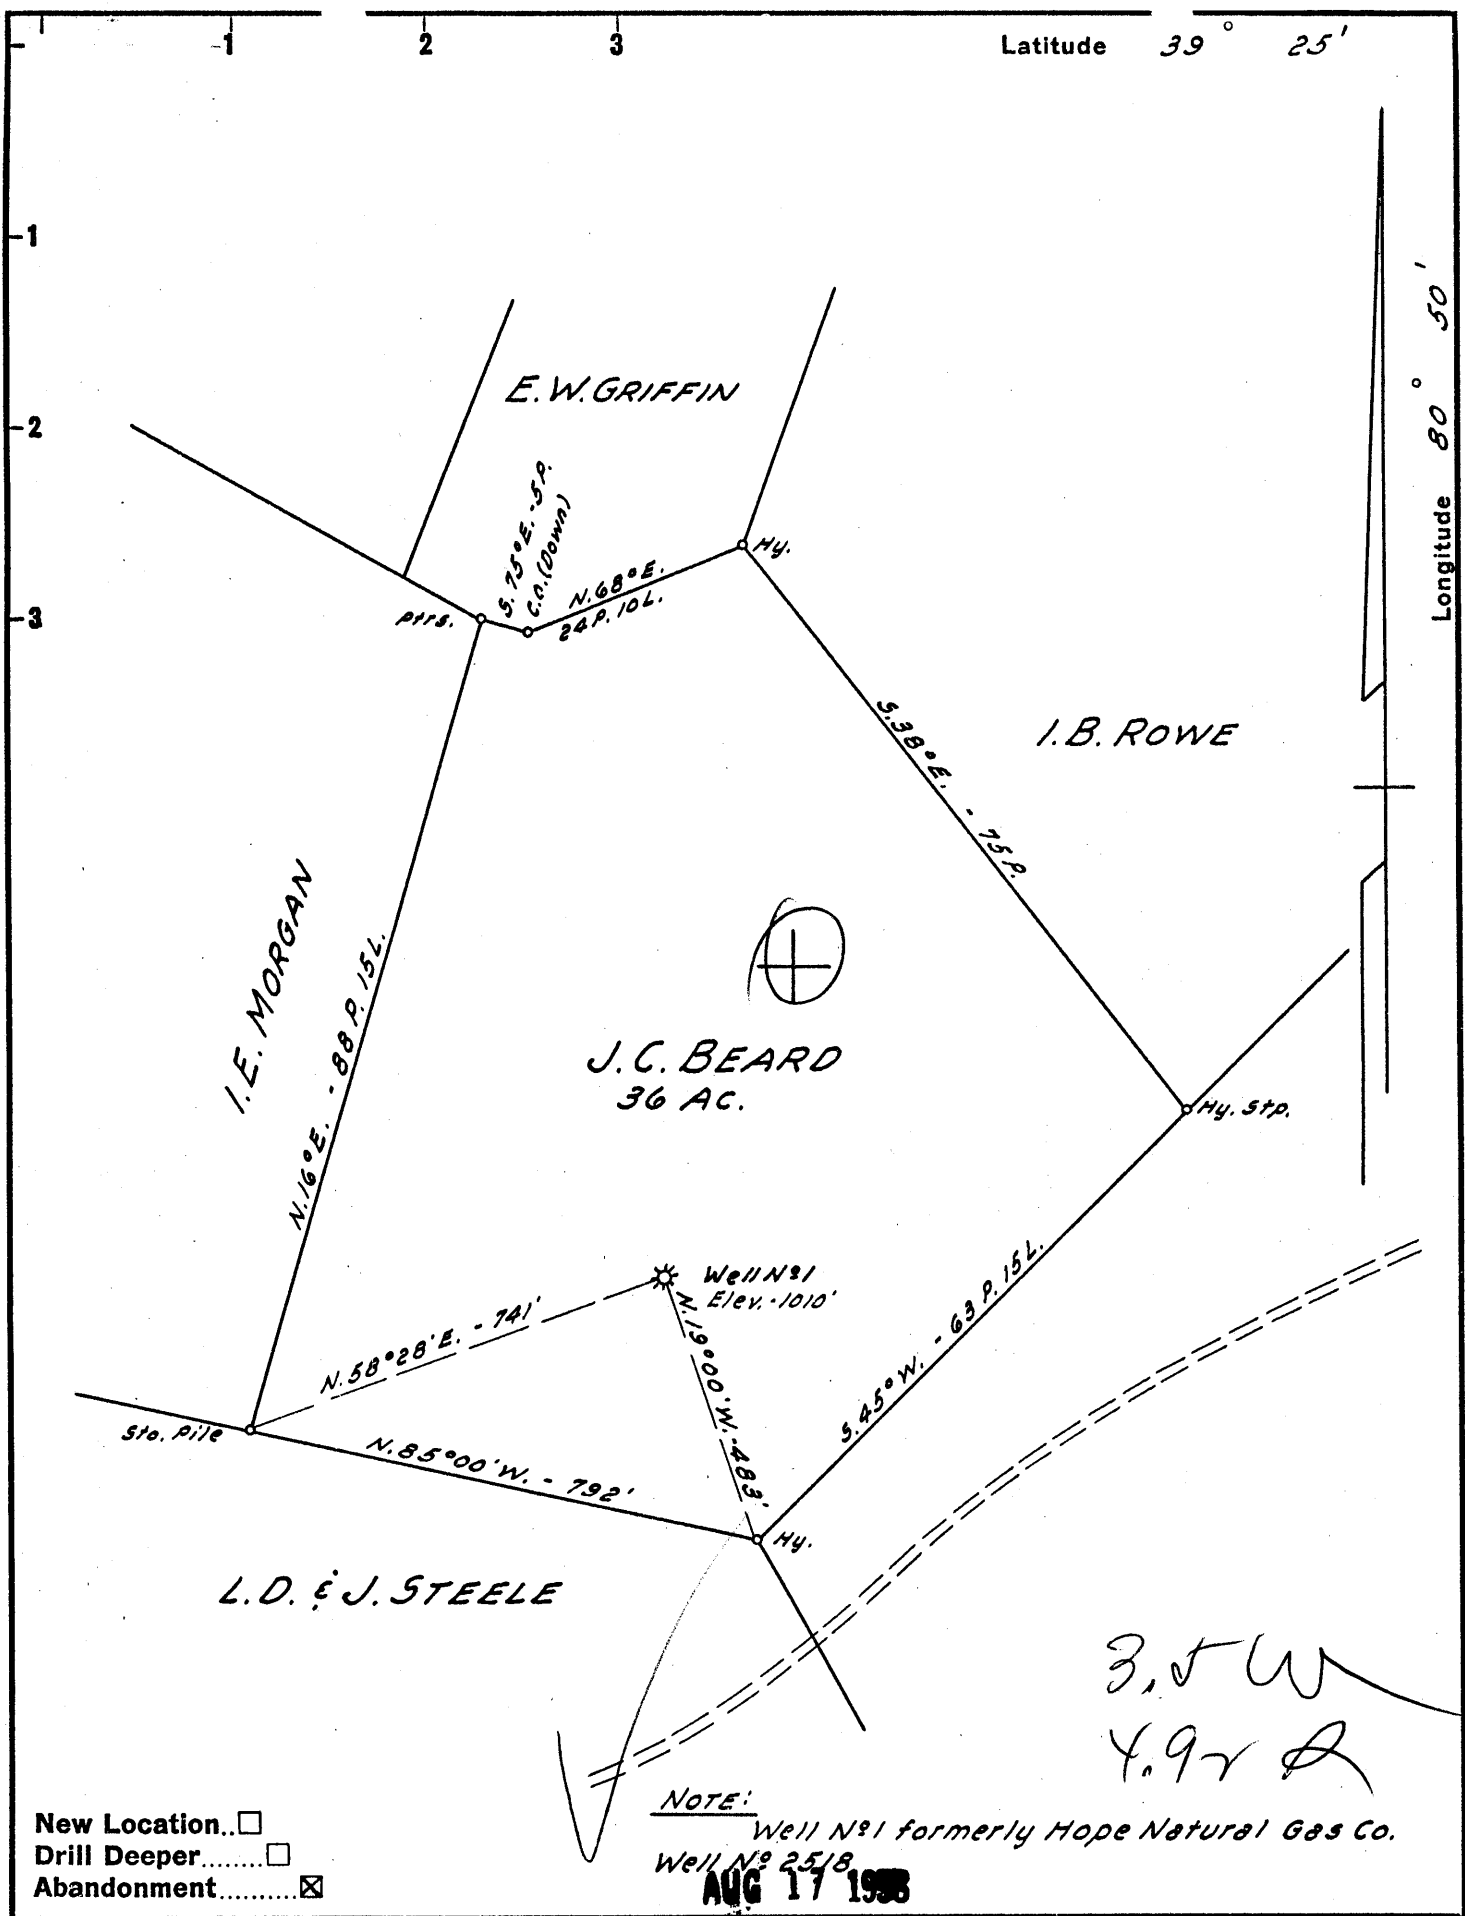 1 2 3 Latitude 39° 25'
1
2
3
Longitude 80° 50'
E.W. GRIFFIN
S. 75° E. - 5 P.
C.O. (Down)
N. 68° E.
24 P. 10 L.
Hy.
Ptrs.
S. 38° E. - 75 P.
I.B. ROWE
I.E. MORGAN
N. 16° E. - 88 P. 15 L.
J.C. BEARD
36 AC.
Hy. Stp.
Well No 1
Elev. - 1010'
N. 58° 28' E. - 741'
N. 19° 00' W. - 483'
S. 45° W. - 63 P. 15 L.
Sto. Pile
N. 85° 00' W. - 792'
Hy.
L.D. & J. STEELE
NOTE:
Well No 1 formerly Hope Natural Gas Co.
Well No 2518
AUG 17
New Location..☐
Drill Deeper........☐
Abandonment..........☒